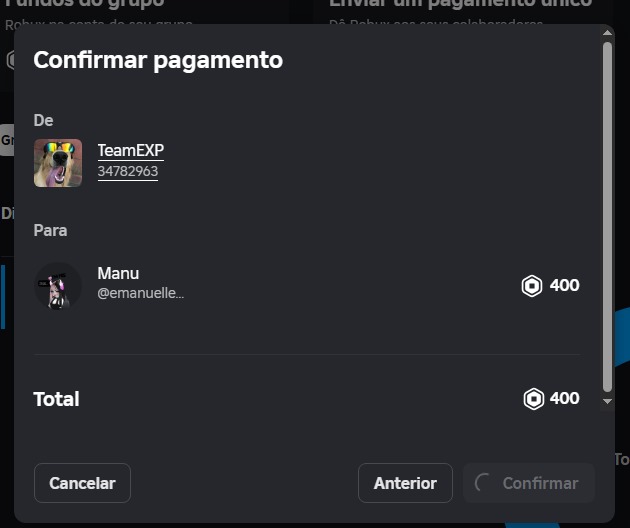 Fundos do grupo
Enviar um pagamento único
Robux na conta do seu grupo
Dê Robux aos seus colaboradores
Confirmar pagamento
De
TeamEXP
34782963
Para
Manu
@emanuelle...
400
Total
400
Cancelar
Anterior
Confirmar